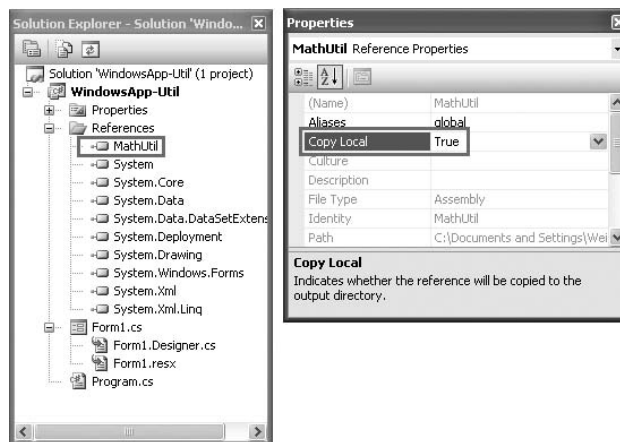 Solution Explorer - Solution 'Windo...
Solution 'WindowsApp-Util' (1 project)
WindowsApp-Util
Properties
References
MathUtil
System
System.Core
System.Data
System.Data.DataSetExtens
System.Deployment
System.Drawing
System.Windows.Forms
System.Xml
System.Xml.Linq
Form1.cs
Form1.Designer.cs
Form1.resx
Program.cs
Properties
MathUtil Reference Properties
(Name) MathUtil
Aliases global
Copy Local True
Culture
Description
File Type Assembly
Identity MathUtil
Path C:\Documents and Settings\Wei
Copy Local
Indicates whether the reference will be copied to the
output directory.